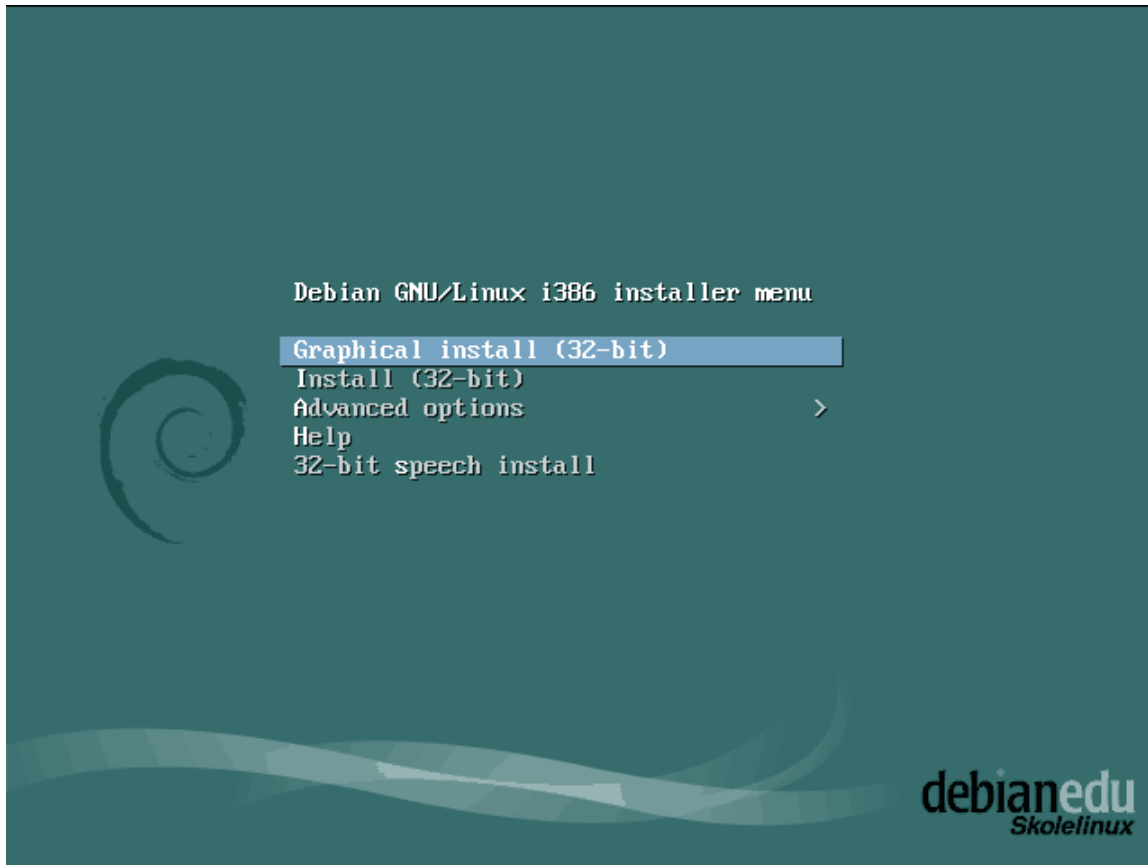 Debian GNU/Linux i386 installer menu
Graphical install (32-bit)
Install (32-bit)
Advanced options >
Help
32-bit speech install
debianedu
Skolelinux